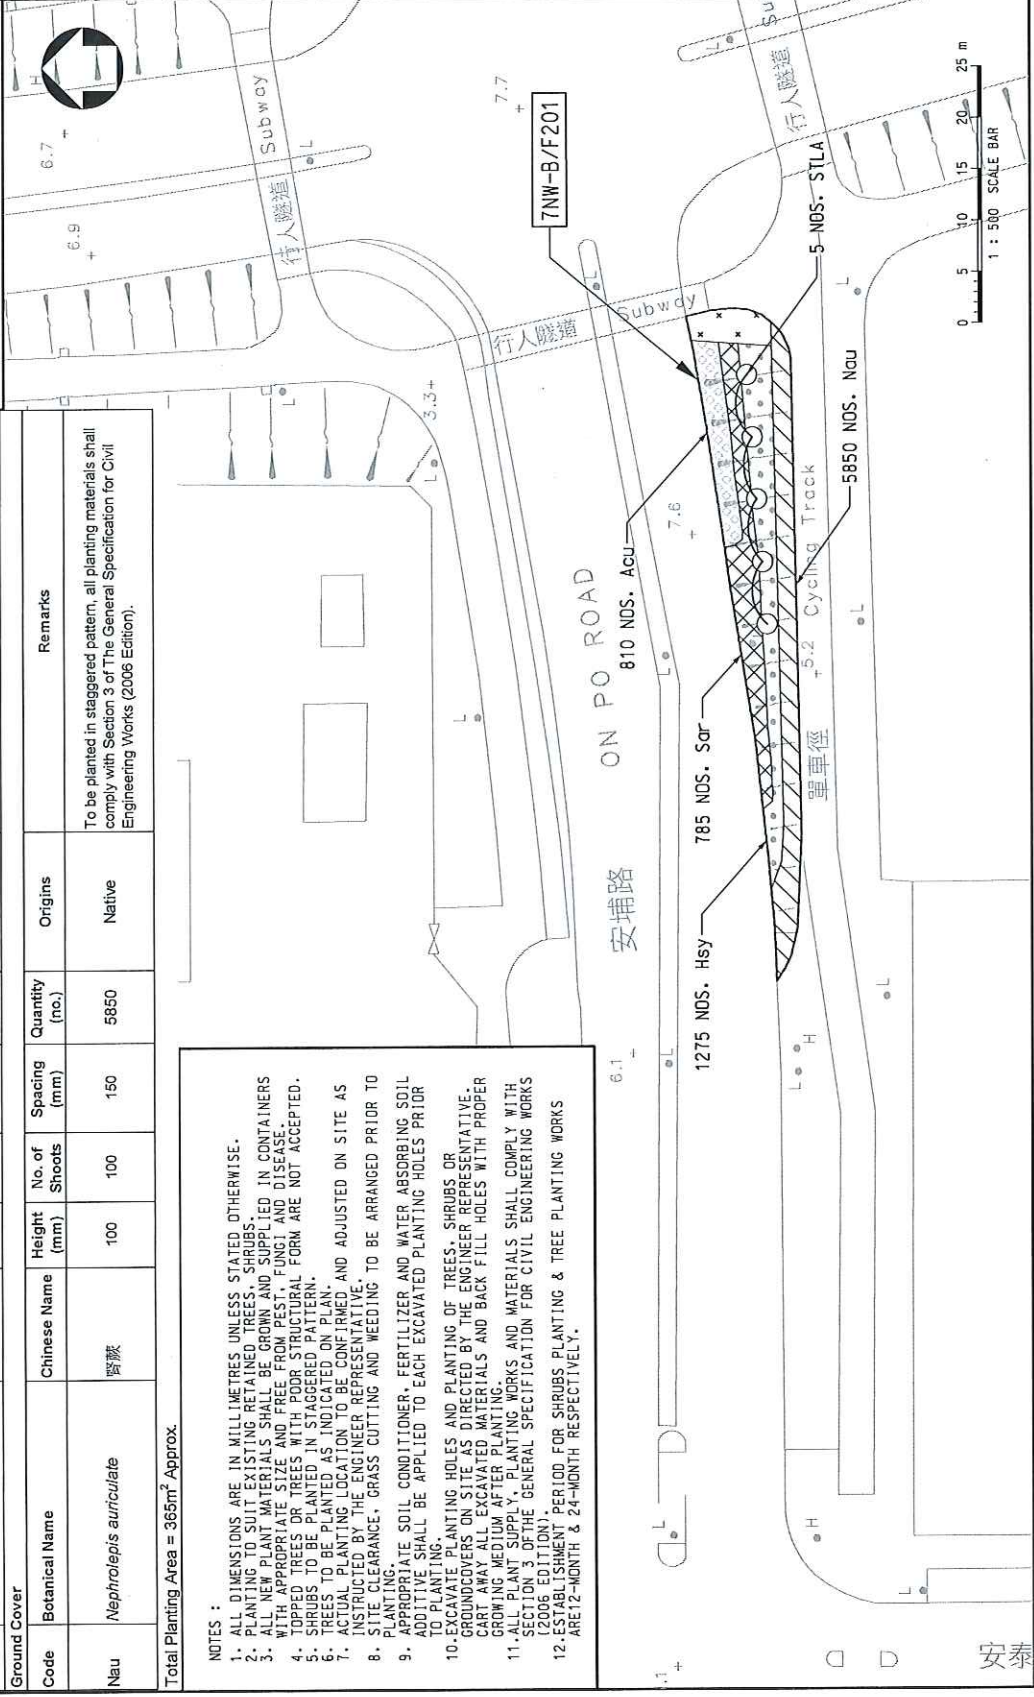 Ground Cover
Code
Botanical Name
Chinese Name
Height (mm)
No. of Shoots
Spacing (mm)
Quantity (no.)
Origins
Remarks
Nau
Nephrolepis auriculate
腎蕨
100
100
150
5850
Native
To be planted in staggered pattern, all planting materials shall
comply with Section 3 of The General Specification for Civil
Engineering Works (2006 Edition).
Total Planting Area = 365m² Approx.
NOTES :
1. ALL DIMENSIONS ARE IN MILLIMETRES UNLESS STATED OTHERWISE.
2. PLANTING TO SUIT EXISTING RETAINED TREES, SHRUBS.
3. ALL NEW PLANT MATERIALS SHALL BE GROWN AND SUPPLIED IN CONTAINERS
WITH APPROPRIATE SIZE AND FREE FROM PEST, FUNGI AND DISEASE.
4. TOPPED TREES OR TREES WITH POOR STRUCTURAL FORM ARE NOT ACCEPTED.
5. SHRUBS TO BE PLANTED IN STAGGERED PATTERN.
6. TREES TO BE PLANTED AS INDICATED ON PLAN.
7. ACTUAL PLANTING LOCATION TO BE CONFIRMED AND ADJUSTED ON SITE AS
INSTRUCTED BY THE ENGINEER REPRESENTATIVE.
8. SITE CLEARANCE, GRASS CUTTING AND WEEDING TO BE ARRANGED PRIOR TO
PLANTING.
9. APPROPRIATE SOIL CONDITIONER, FERTILIZER AND WATER ABSORBING SOIL
ADDITIVE SHALL BE APPLIED TO EACH EXCAVATED PLANTING HOLES PRIOR
TO PLANTING.
10. EXCAVATE PLANTING HOLES AND PLANTING OF TREES, SHRUBS OR
GROUNDCOVERS ON SITE AS DIRECTED BY THE ENGINEER REPRESENTATIVE.
CART AWAY ALL EXCAVATED MATERIALS AND BACK FILL HOLES WITH PROPER
GROWING MEDIUM AFTER PLANTING.
11. ALL PLANT SUPPLY, PLANTING WORKS AND MATERIALS SHALL COMPLY WITH
SECTION 3 OFTHE GENERAL SPECIFICATION FOR CIVIL ENGINEERING WORKS
(2006 EDITION).
12. ESTABLISHMENT PERIOD FOR SHRUBS PLANTING & TREE PLANTING WORKS
ARE12-MONTH & 24-MONTH RESPECTIVELY.
H
6.7
6.9
行人隧道
Subway
L
L
L
3.3
L
7.7
行人隧道
Subway
L
7NW-B/F201
行人隧道
Su
L
安埔路
ON PO ROAD
7.6
6.1
L
L
810 NOS. Acu
785 NOS. Sar
1275 NOS. Hsy
5 NOS. STLA
5850 NOS. Nau
單車徑
5.2 Cycling Track
L
L
L
L
H
L
H
L
安泰
0 5 10 15 20 25 m
1 : 500 SCALE BAR